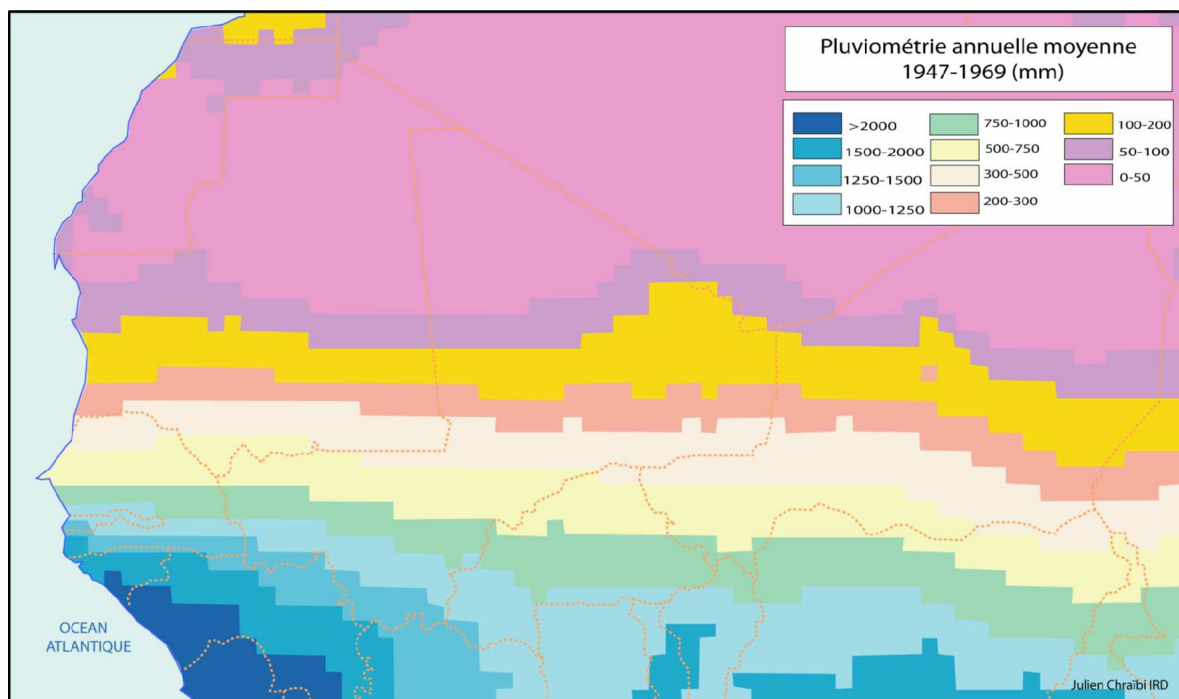 Pluviométrie annuelle moyenne
1947-1969 (mm)
>2000
1500-2000
1250-1500
1000-1250
750-1000
500-750
300-500
200-300
100-200
50-100
0-50
OCEAN
ATLANTIQUE
Julien Chraïbi IRD